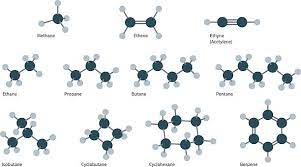 Methane
Ethene
Ethyne
(Acetylene)
Ethane
Propane
Butane
Pentane
Isobutane
Cyclobutane
Cyclohexane
Benzene